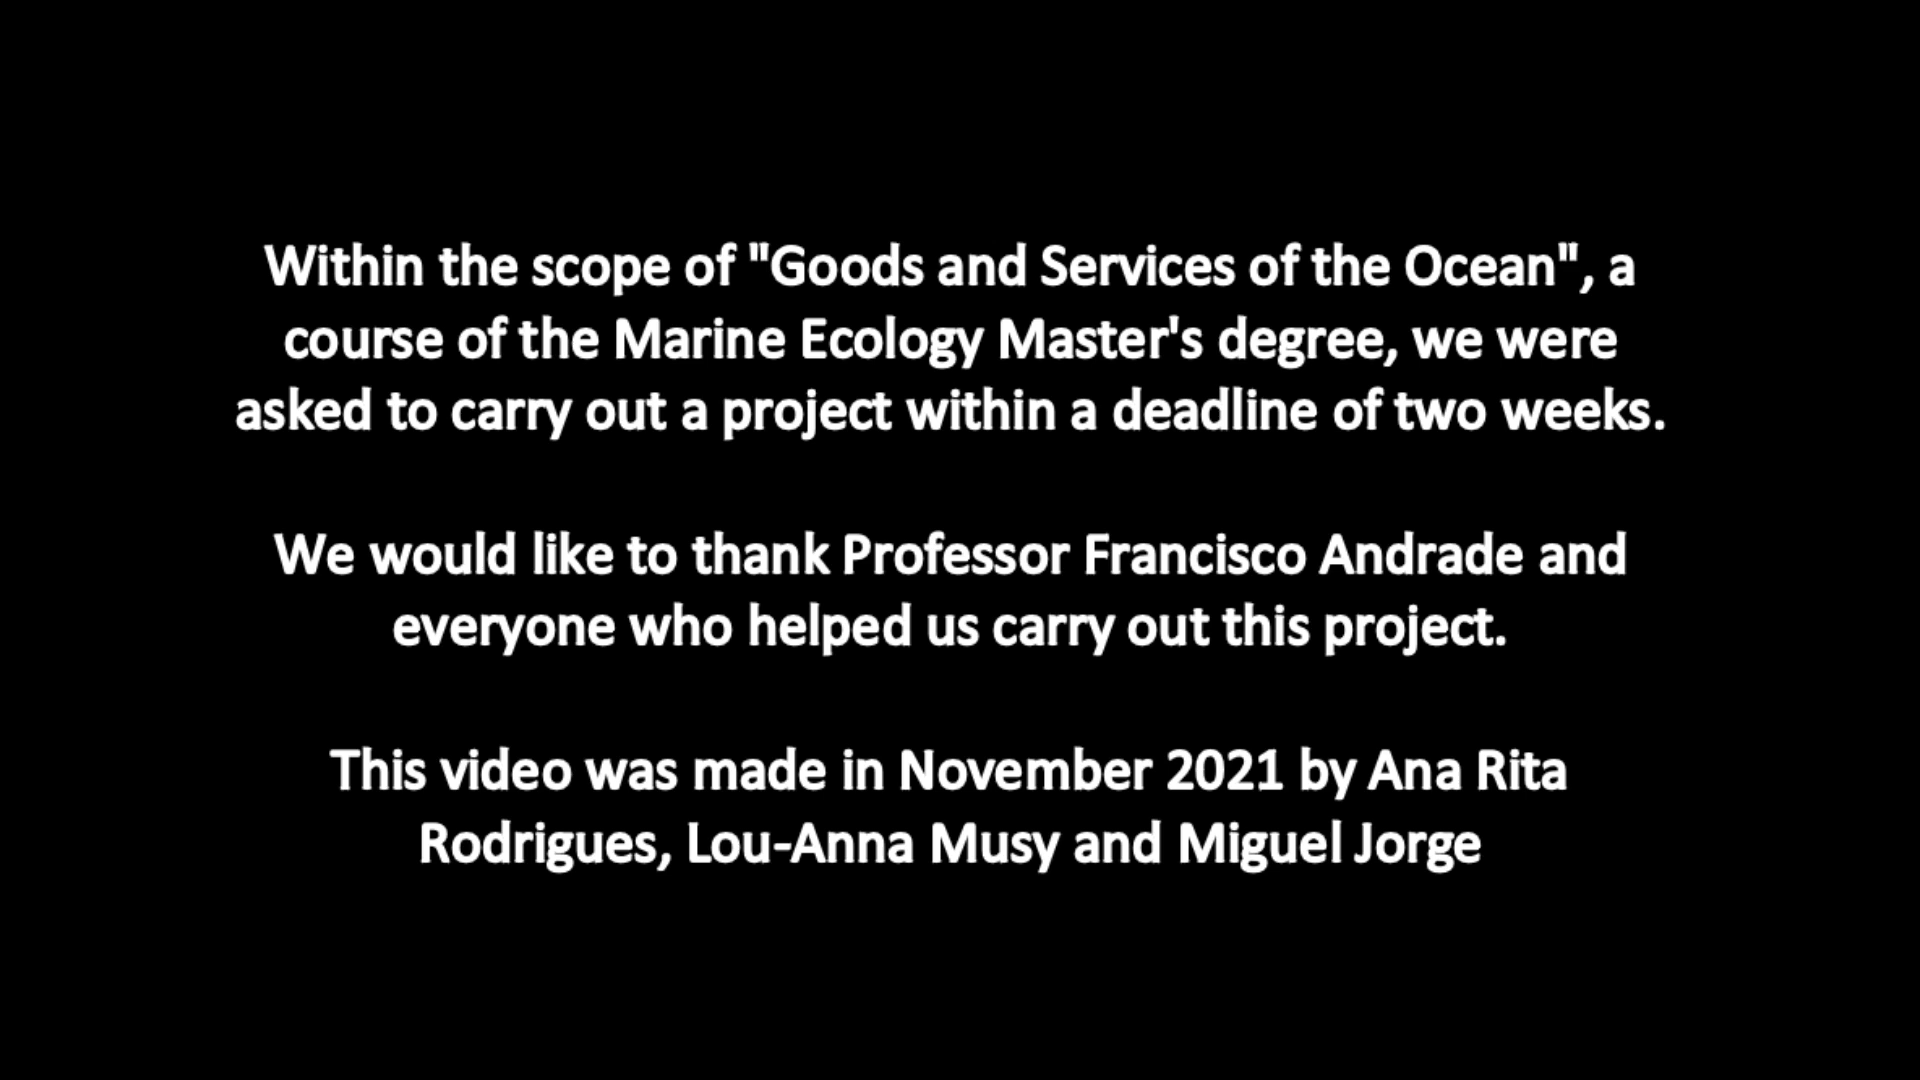 Within the scope of "Goods and Services of the Ocean", a
course of the Marine Ecology Master's degree, we were
asked to carry out a project within a deadline of two weeks.
We would like to thank Professor Francisco Andrade and
everyone who helped us carry out this project.
This video was made in November 2021 by Ana Rita
Rodrigues, Lou-Anna Musy and Miguel Jorge